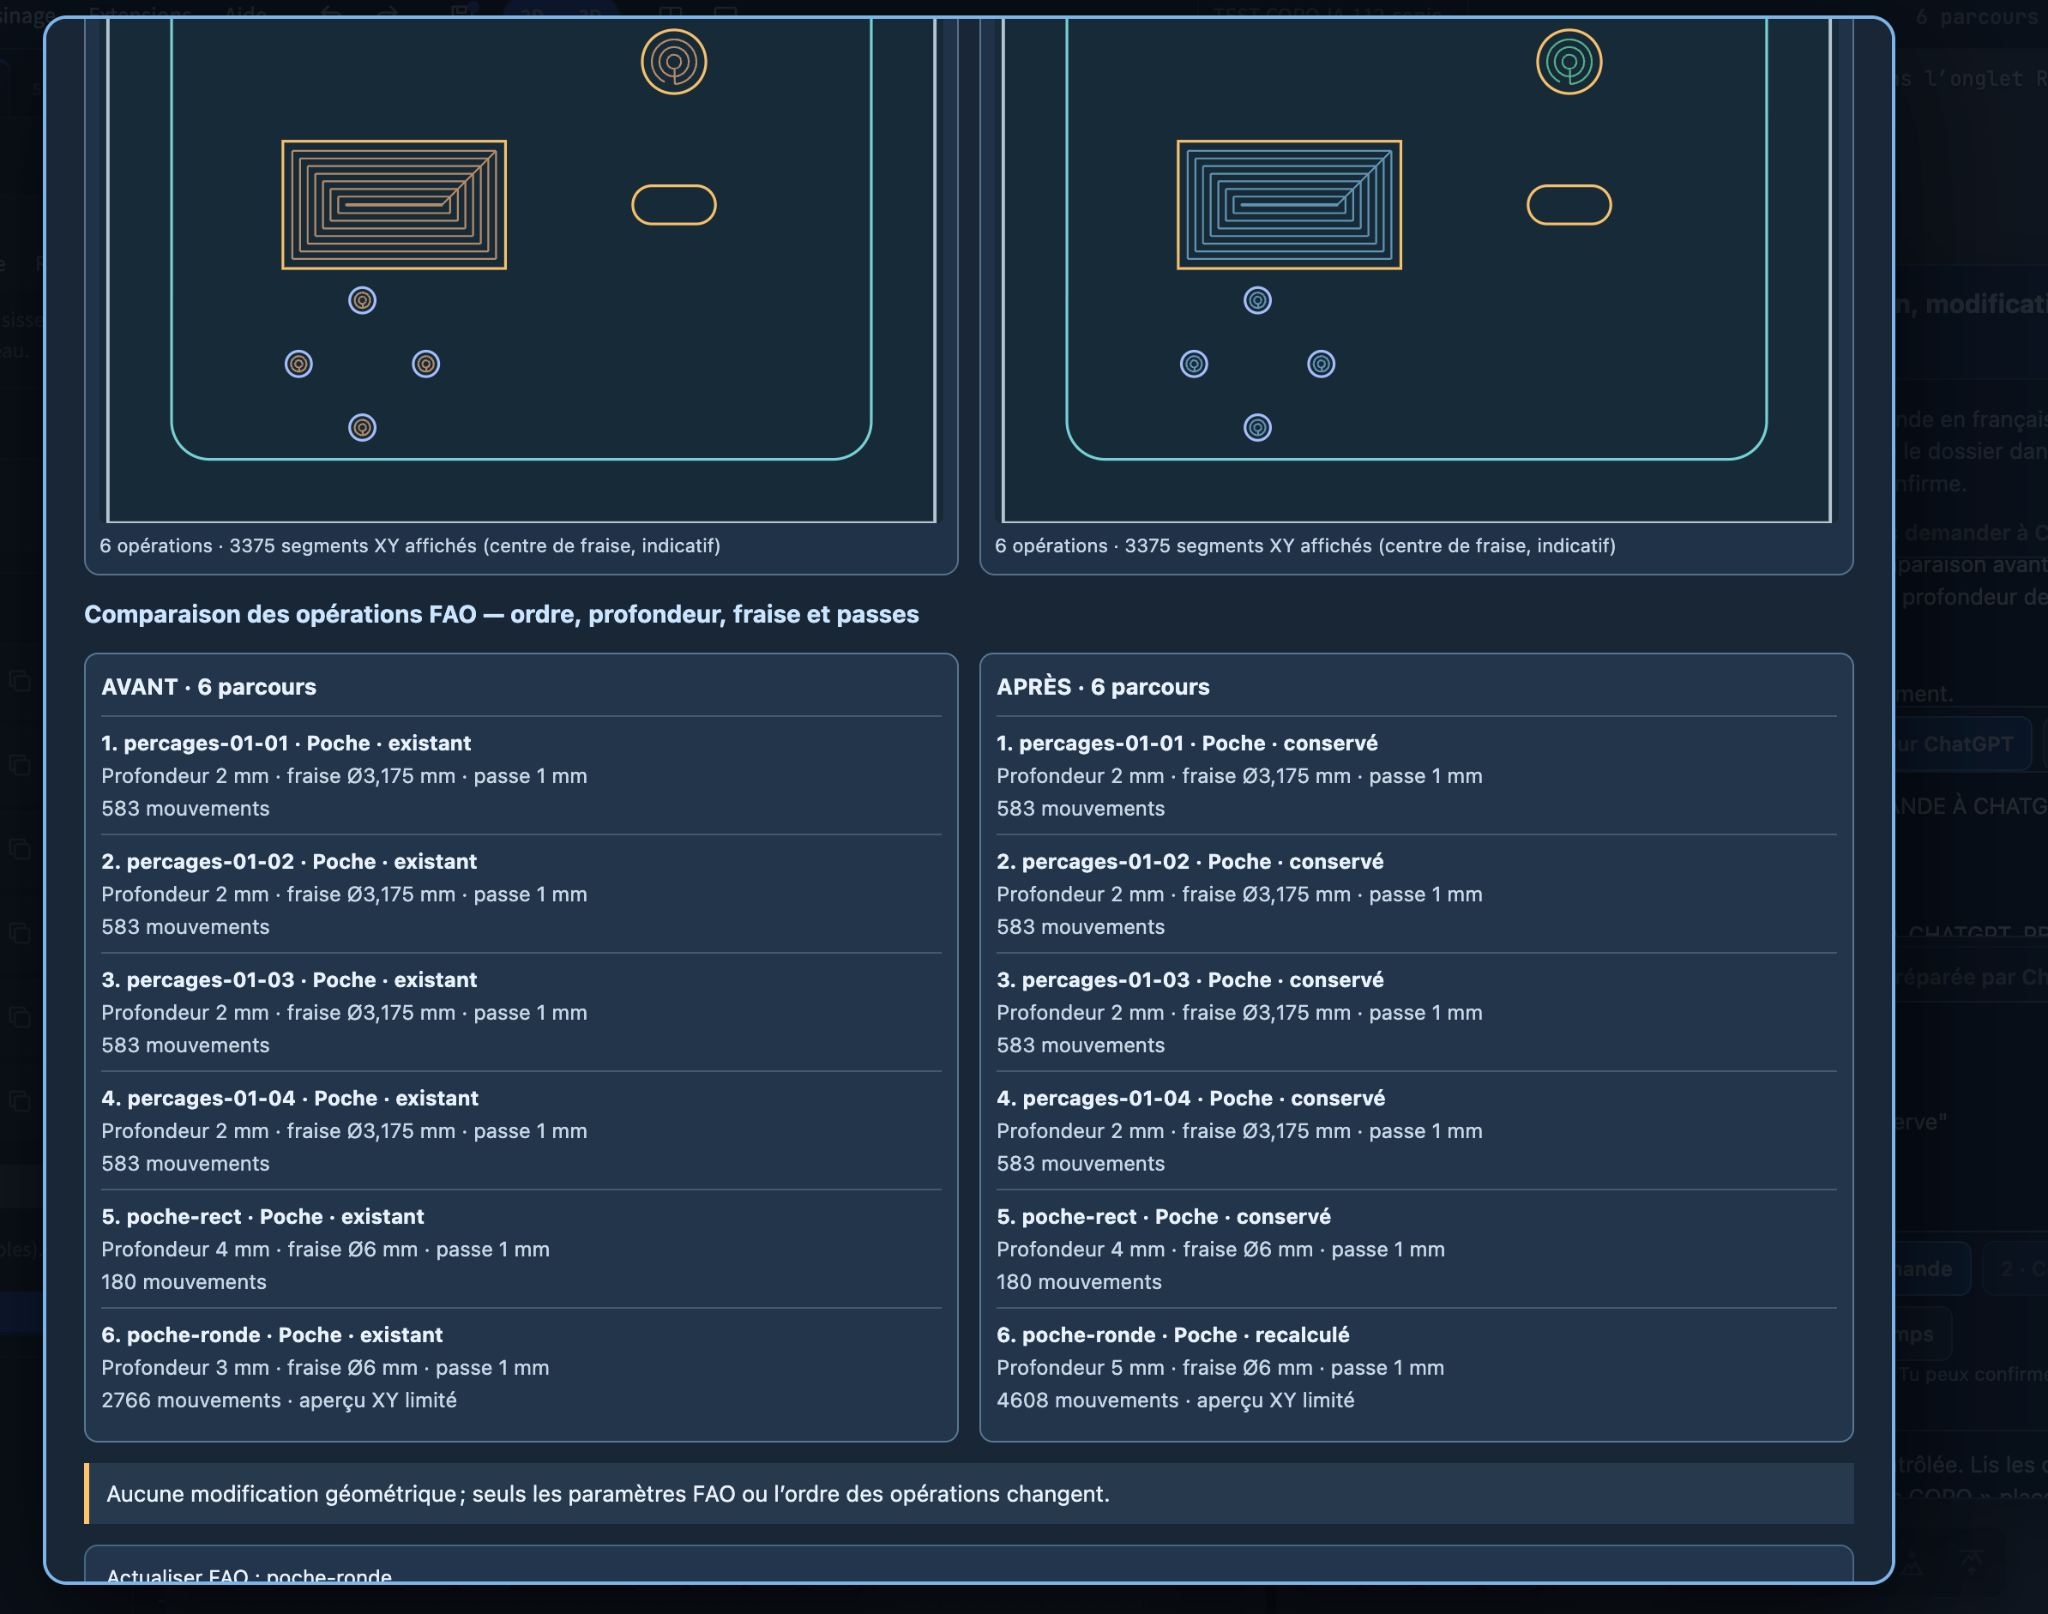 Extensions Aide
6 parcours
6 opérations · 3375 segments XY affichés (centre de fraise, indicatif)
6 opérations · 3375 segments XY affichés (centre de fraise, indicatif)
Comparaison des opérations FAO — ordre, profondeur, fraise et passes
AVANT · 6 parcours
1. percages-01-01 · Poche · existant
Profondeur 2 mm · fraise Ø3,175 mm · passe 1 mm
583 mouvements
2. percages-01-02 · Poche · existant
Profondeur 2 mm · fraise Ø3,175 mm · passe 1 mm
583 mouvements
3. percages-01-03 · Poche · existant
Profondeur 2 mm · fraise Ø3,175 mm · passe 1 mm
583 mouvements
4. percages-01-04 · Poche · existant
Profondeur 2 mm · fraise Ø3,175 mm · passe 1 mm
583 mouvements
5. poche-rect · Poche · existant
Profondeur 4 mm · fraise Ø6 mm · passe 1 mm
180 mouvements
6. poche-ronde · Poche · existant
Profondeur 3 mm · fraise Ø6 mm · passe 1 mm
2766 mouvements · aperçu XY limité
APRÈS · 6 parcours
1. percages-01-01 · Poche · conservé
Profondeur 2 mm · fraise Ø3,175 mm · passe 1 mm
583 mouvements
2. percages-01-02 · Poche · conservé
Profondeur 2 mm · fraise Ø3,175 mm · passe 1 mm
583 mouvements
3. percages-01-03 · Poche · conservé
Profondeur 2 mm · fraise Ø3,175 mm · passe 1 mm
583 mouvements
4. percages-01-04 · Poche · conservé
Profondeur 2 mm · fraise Ø3,175 mm · passe 1 mm
583 mouvements
5. poche-rect · Poche · conservé
Profondeur 4 mm · fraise Ø6 mm · passe 1 mm
180 mouvements
6. poche-ronde · Poche · recalculé
Profondeur 5 mm · fraise Ø6 mm · passe 1 mm
4608 mouvements · aperçu XY limité
Aucune modification géométrique ; seuls les paramètres FAO ou l’ordre des opérations changent.
Actualiser FAO : poche-ronde